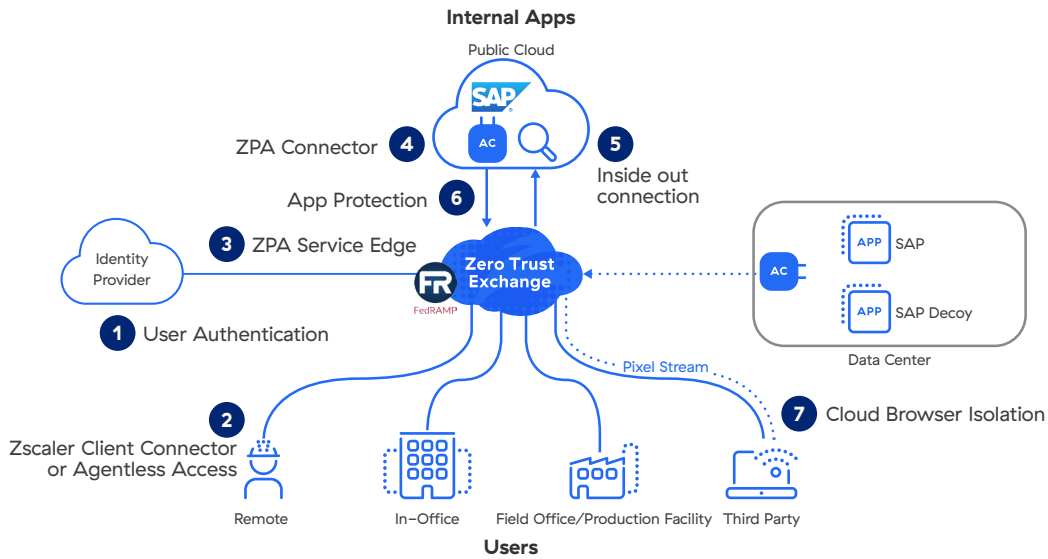 Internal Apps
Public Cloud
SAP
AC
ZPA Connector
4
5
Inside out
connection
App Protection
6
3
ZPA Service Edge
Identity
Provider
Zero Trust
Exchange
FR
FedRAMP
AC
APP
SAP
APP
SAP Decoy
Data Center
1
User Authentication
Pixel Stream
2
Zscaler Client Connector
or Agentless Access
7
Cloud Browser Isolation
Remote
In-Office
Field Office/Production Facility
Third Party
Users